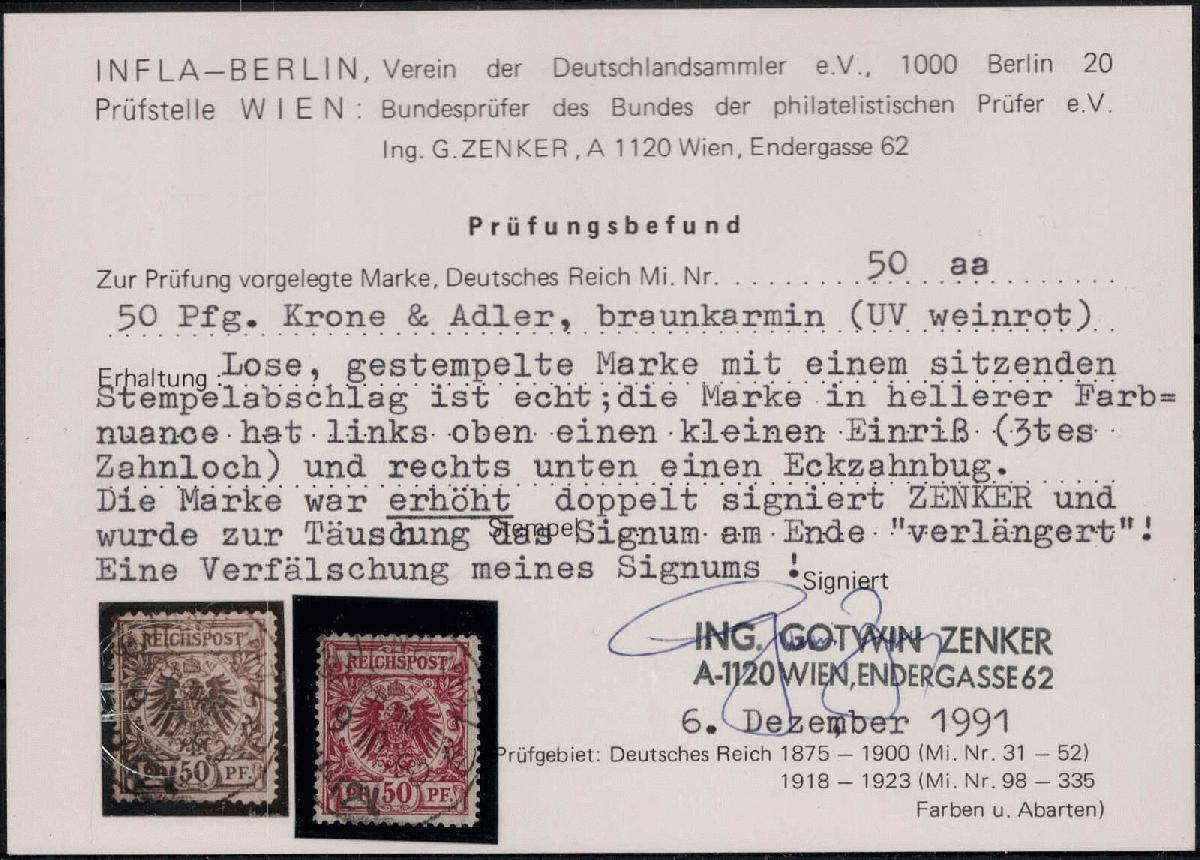 INFLA–BERLIN, Verein der Deutschlandsammler e.V., 1000 Berlin 20
Prüfstelle WIEN: Bundesprüfer des Bundes der philatelistischen Prüfer e.V.
Ing. G. ZENKER, A 1120 Wien, Endergasse 62
Prüfungsbefund
Zur Prüfung vorgelegte Marke, Deutsches Reich Mi. Nr. 50 aa
50 Pfg. Krone & Adler, braunkarmin (UV weinrot)
Erhaltung: Lose, gestempelte Marke mit einem sitzenden
Stempelabschlag ist echt; die Marke in hellerer Farb=
nuance hat links oben einen kleinen Einriß (3tes
Zahnloch) und rechts unten einen Eckzahnbug.
Die Marke war erhöht doppelt signiert ZENKER und
wurde zur Täuschung das Signum am Ende "verlängert"!
Stempel:
Eine Verfälschung meines Signums !
Signiert
ING. GOTWIN ZENKER
A-1120 WIEN, ENDERGASSE 62
6. Dezember 1991
Prüfgebiet: Deutsches Reich 1875 – 1900 (Mi. Nr. 31 – 52)
1918 – 1923 (Mi. Nr. 98 – 335
Farben u. Abarten)
REICHSPOST
50 PF.
REICHSPOST
50 PF.